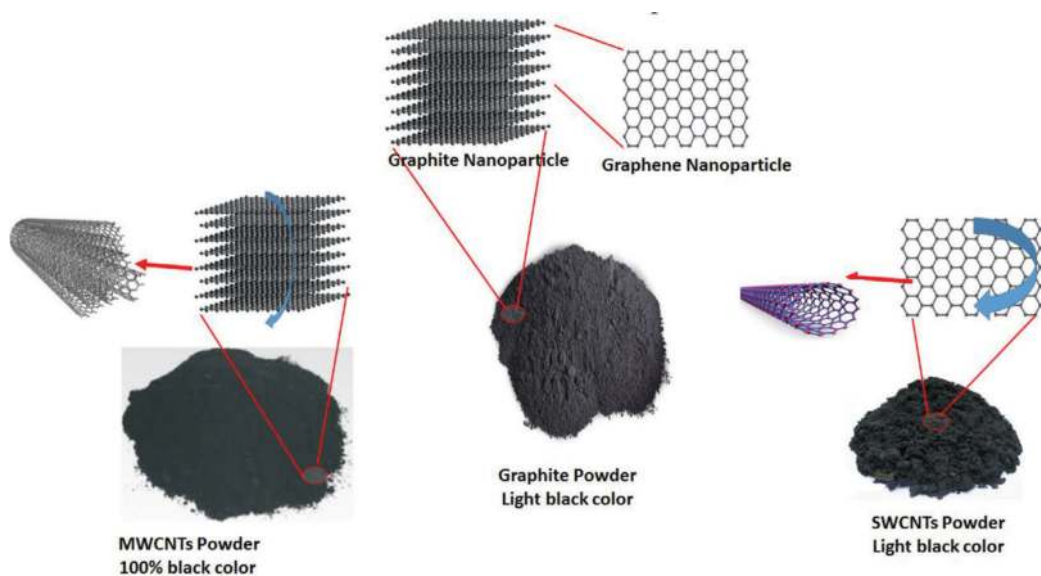 Graphite Nanoparticle
Graphene Nanoparticle
Graphite Powder
Light black color
MWCNTs Powder
100% black color
SWCNTs Powder
Light black color